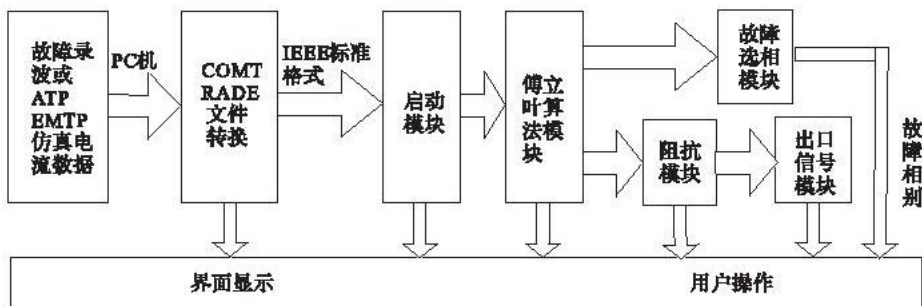 故障录
波或
ATP
EMTP
仿真电
流数据
PC机
COMT
RADE
文件
转换
IEEE标准
格式
启动
模块
傅立
叶算
法模
块
故障
选相
模块
阻抗
模块
出口
信号
模块
故
障
相
别
界面显示
用户操作